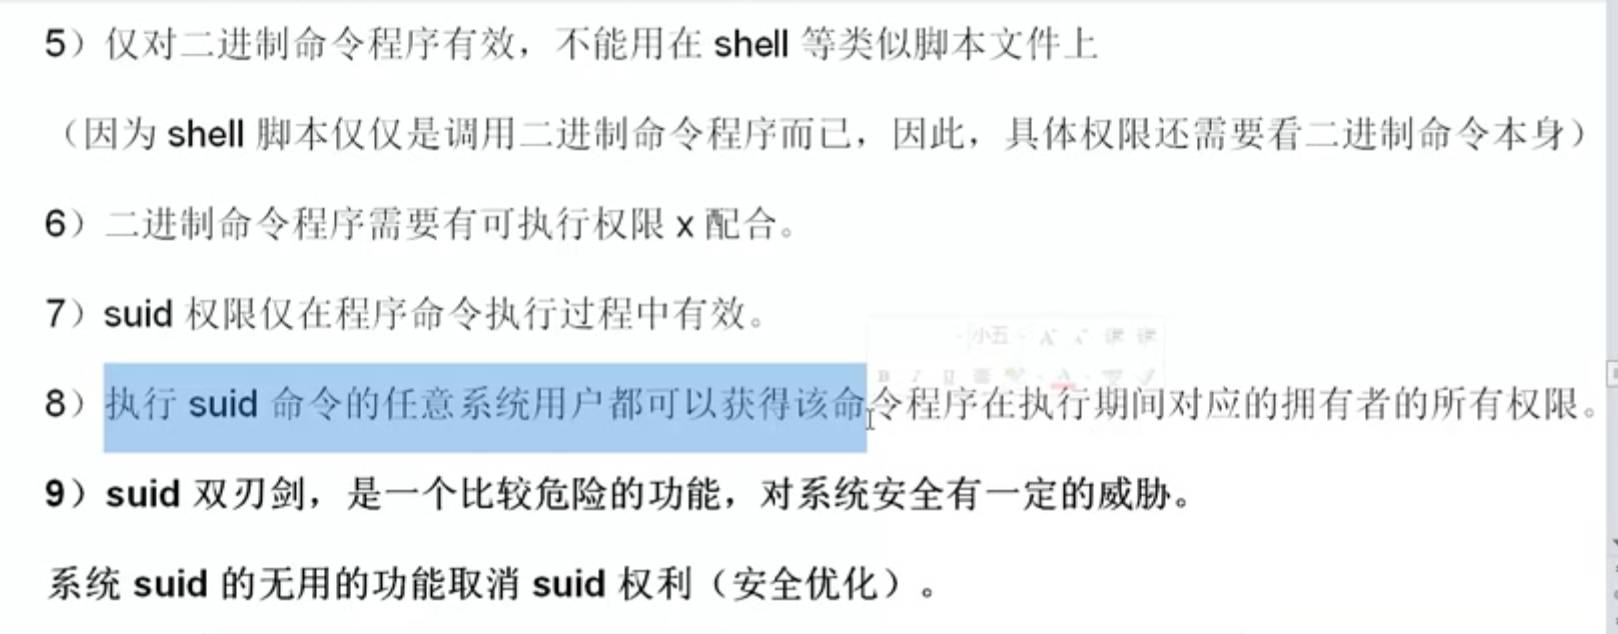 5）仅对二进制命令程序有效，不能用在 shell 等类似脚本文件上
（因为 shell 脚本仅仅是调用二进制命令程序而已，因此，具体权限还需要看二进制命令本身）
6）二进制命令程序需要有可执行权限 x 配合。
7）suid 权限仅在程序命令执行过程中有效。
小五
8）执行 suid 命令的任意系统用户都可以获得该命令程序在执行期间对应的拥有者的所有权限。
9）suid 双刃剑，是一个比较危险的功能，对系统安全有一定的威胁。
系统 suid 的无用的功能取消 suid 权利（安全优化）。